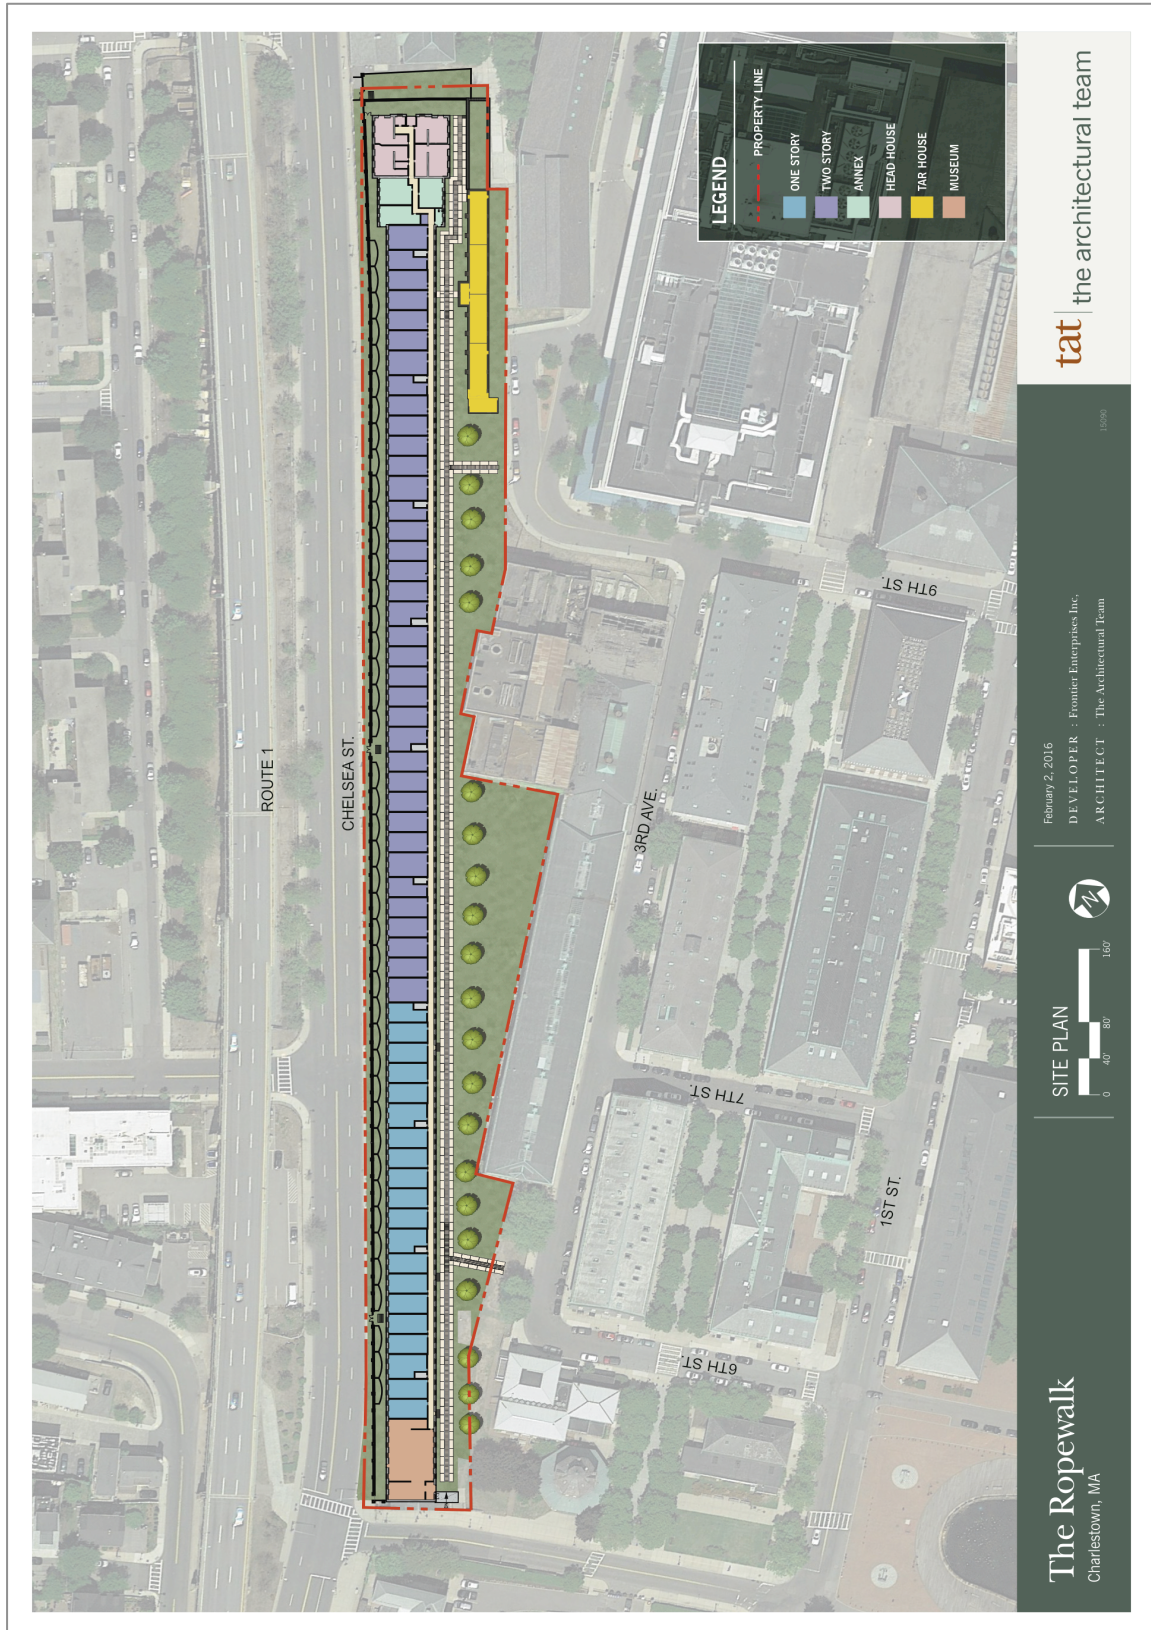 LEGEND
PROPERTY LINE
ONE STORY
TWO STORY
ANNEX
HEAD HOUSE
TAR HOUSE
MUSEUM
ROUTE 1
CHELSEA ST.
3RD AVE.
9TH ST.
7TH ST.
6TH ST.
1ST ST.
The Ropewalk
Charlestown, MA
SITE PLAN
0 40' 80' 160'
N
February 2, 2016
DEVELOPER : Frontier Enterprises Inc.
ARCHITECT : The Architectural Team
15090
tat | the architectural team